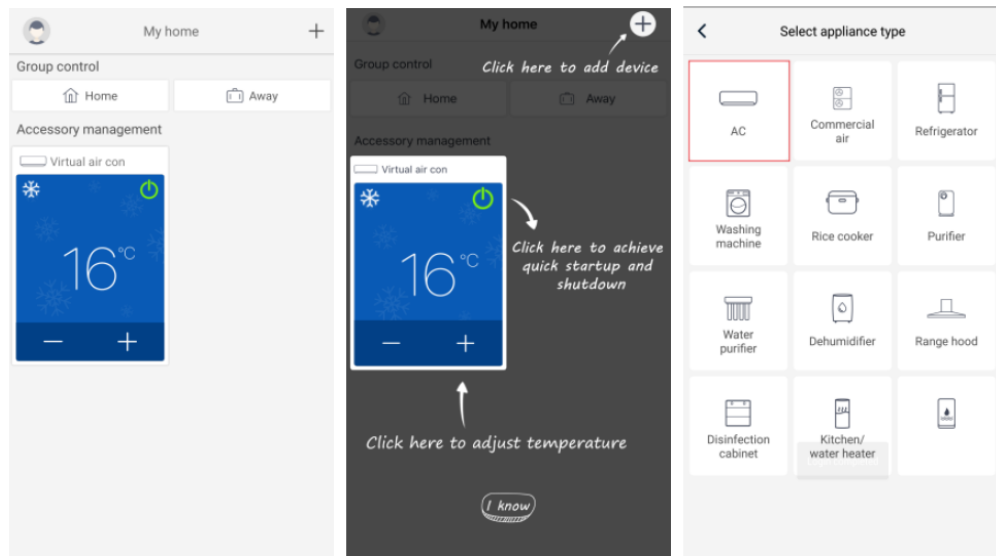 My home
+
Group control
Home
Away
Accessory management
Virtual air con
16°C
− +
My home
+
Click here to add device
Group control
Home
Away
Accessory management
Virtual air con
16°C
− +
Click here to achieve
quick startup and
shutdown
Click here to adjust temperature
I know
Select appliance type
AC
Commercial
air
Refrigerator
Washing
machine
Rice cooker
Purifier
Water
purifier
Dehumidifier
Range hood
Disinfection
cabinet
Kitchen/
water heater